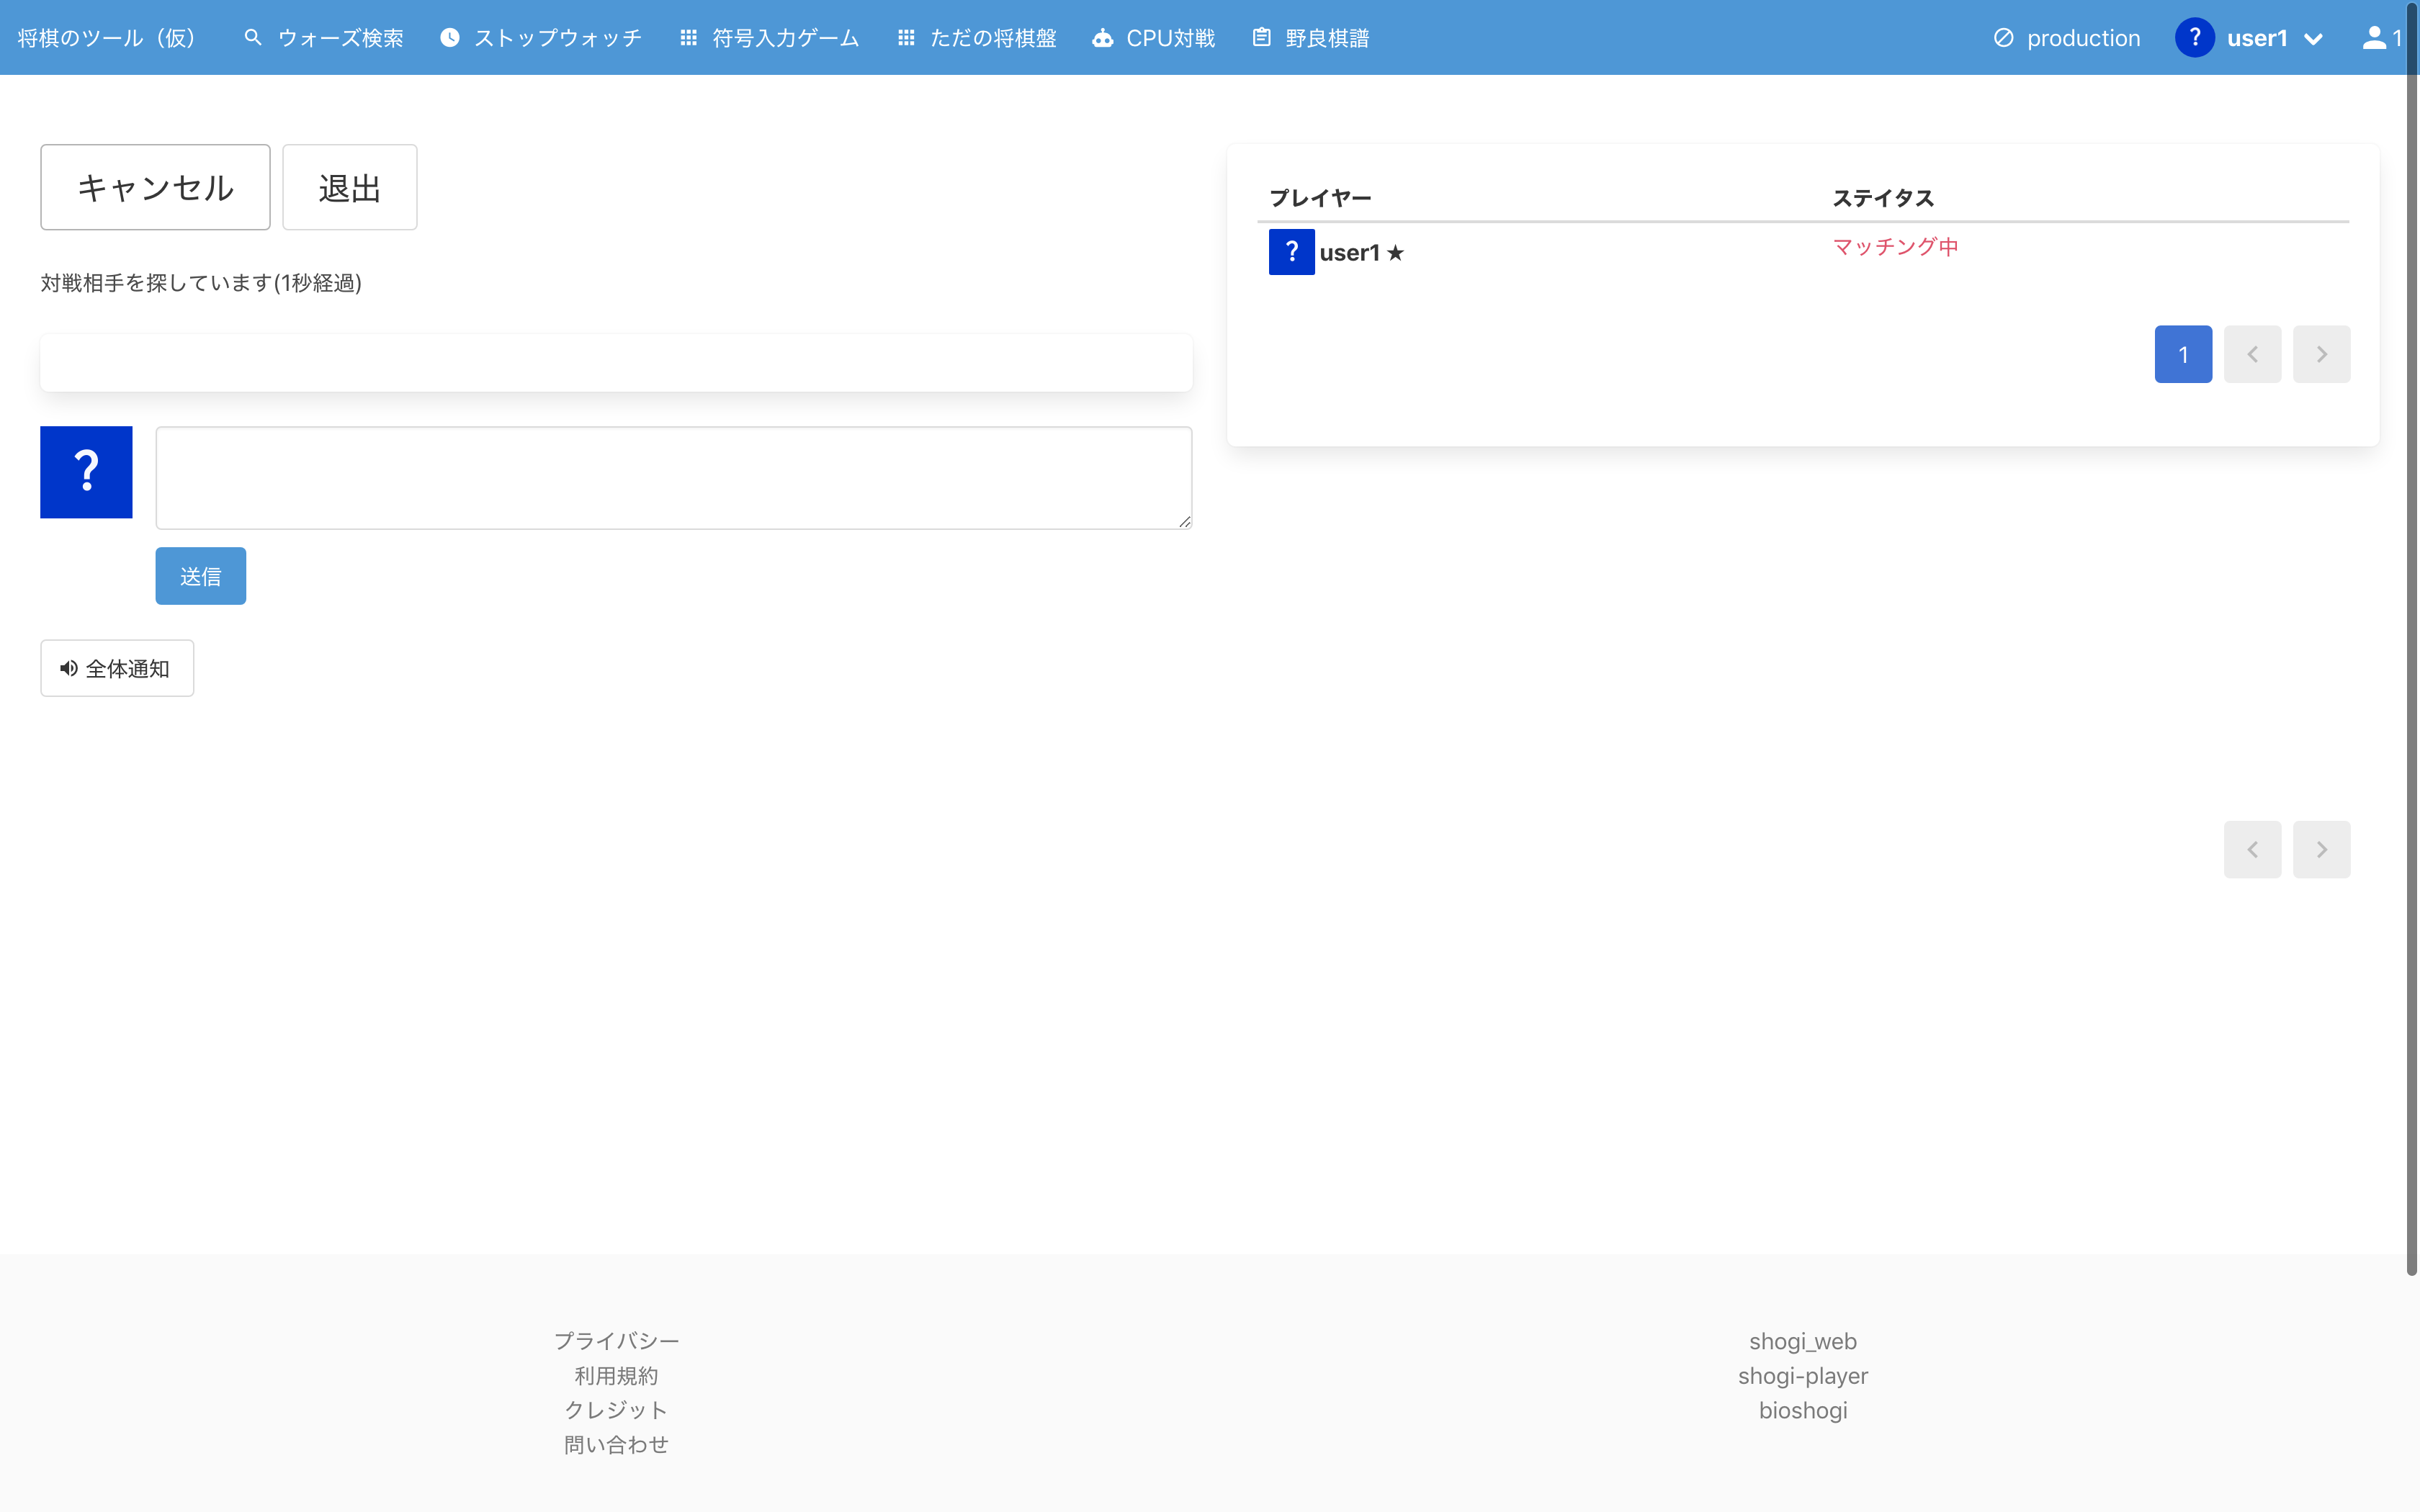 将棋のツール（仮） ウォーズ検索 ストップウォッチ 符号入力ゲーム ただの将棋盤 CPU対戦 野良棋譜 production ? user1 1
キャンセル 退出
対戦相手を探しています(1秒経過)
プレイヤー ステイタス
? user1 ★ マッチング中
1
?
送信
全体通知
プライバシー
利用規約
クレジット
問い合わせ
shogi_web
shogi-player
bioshogi